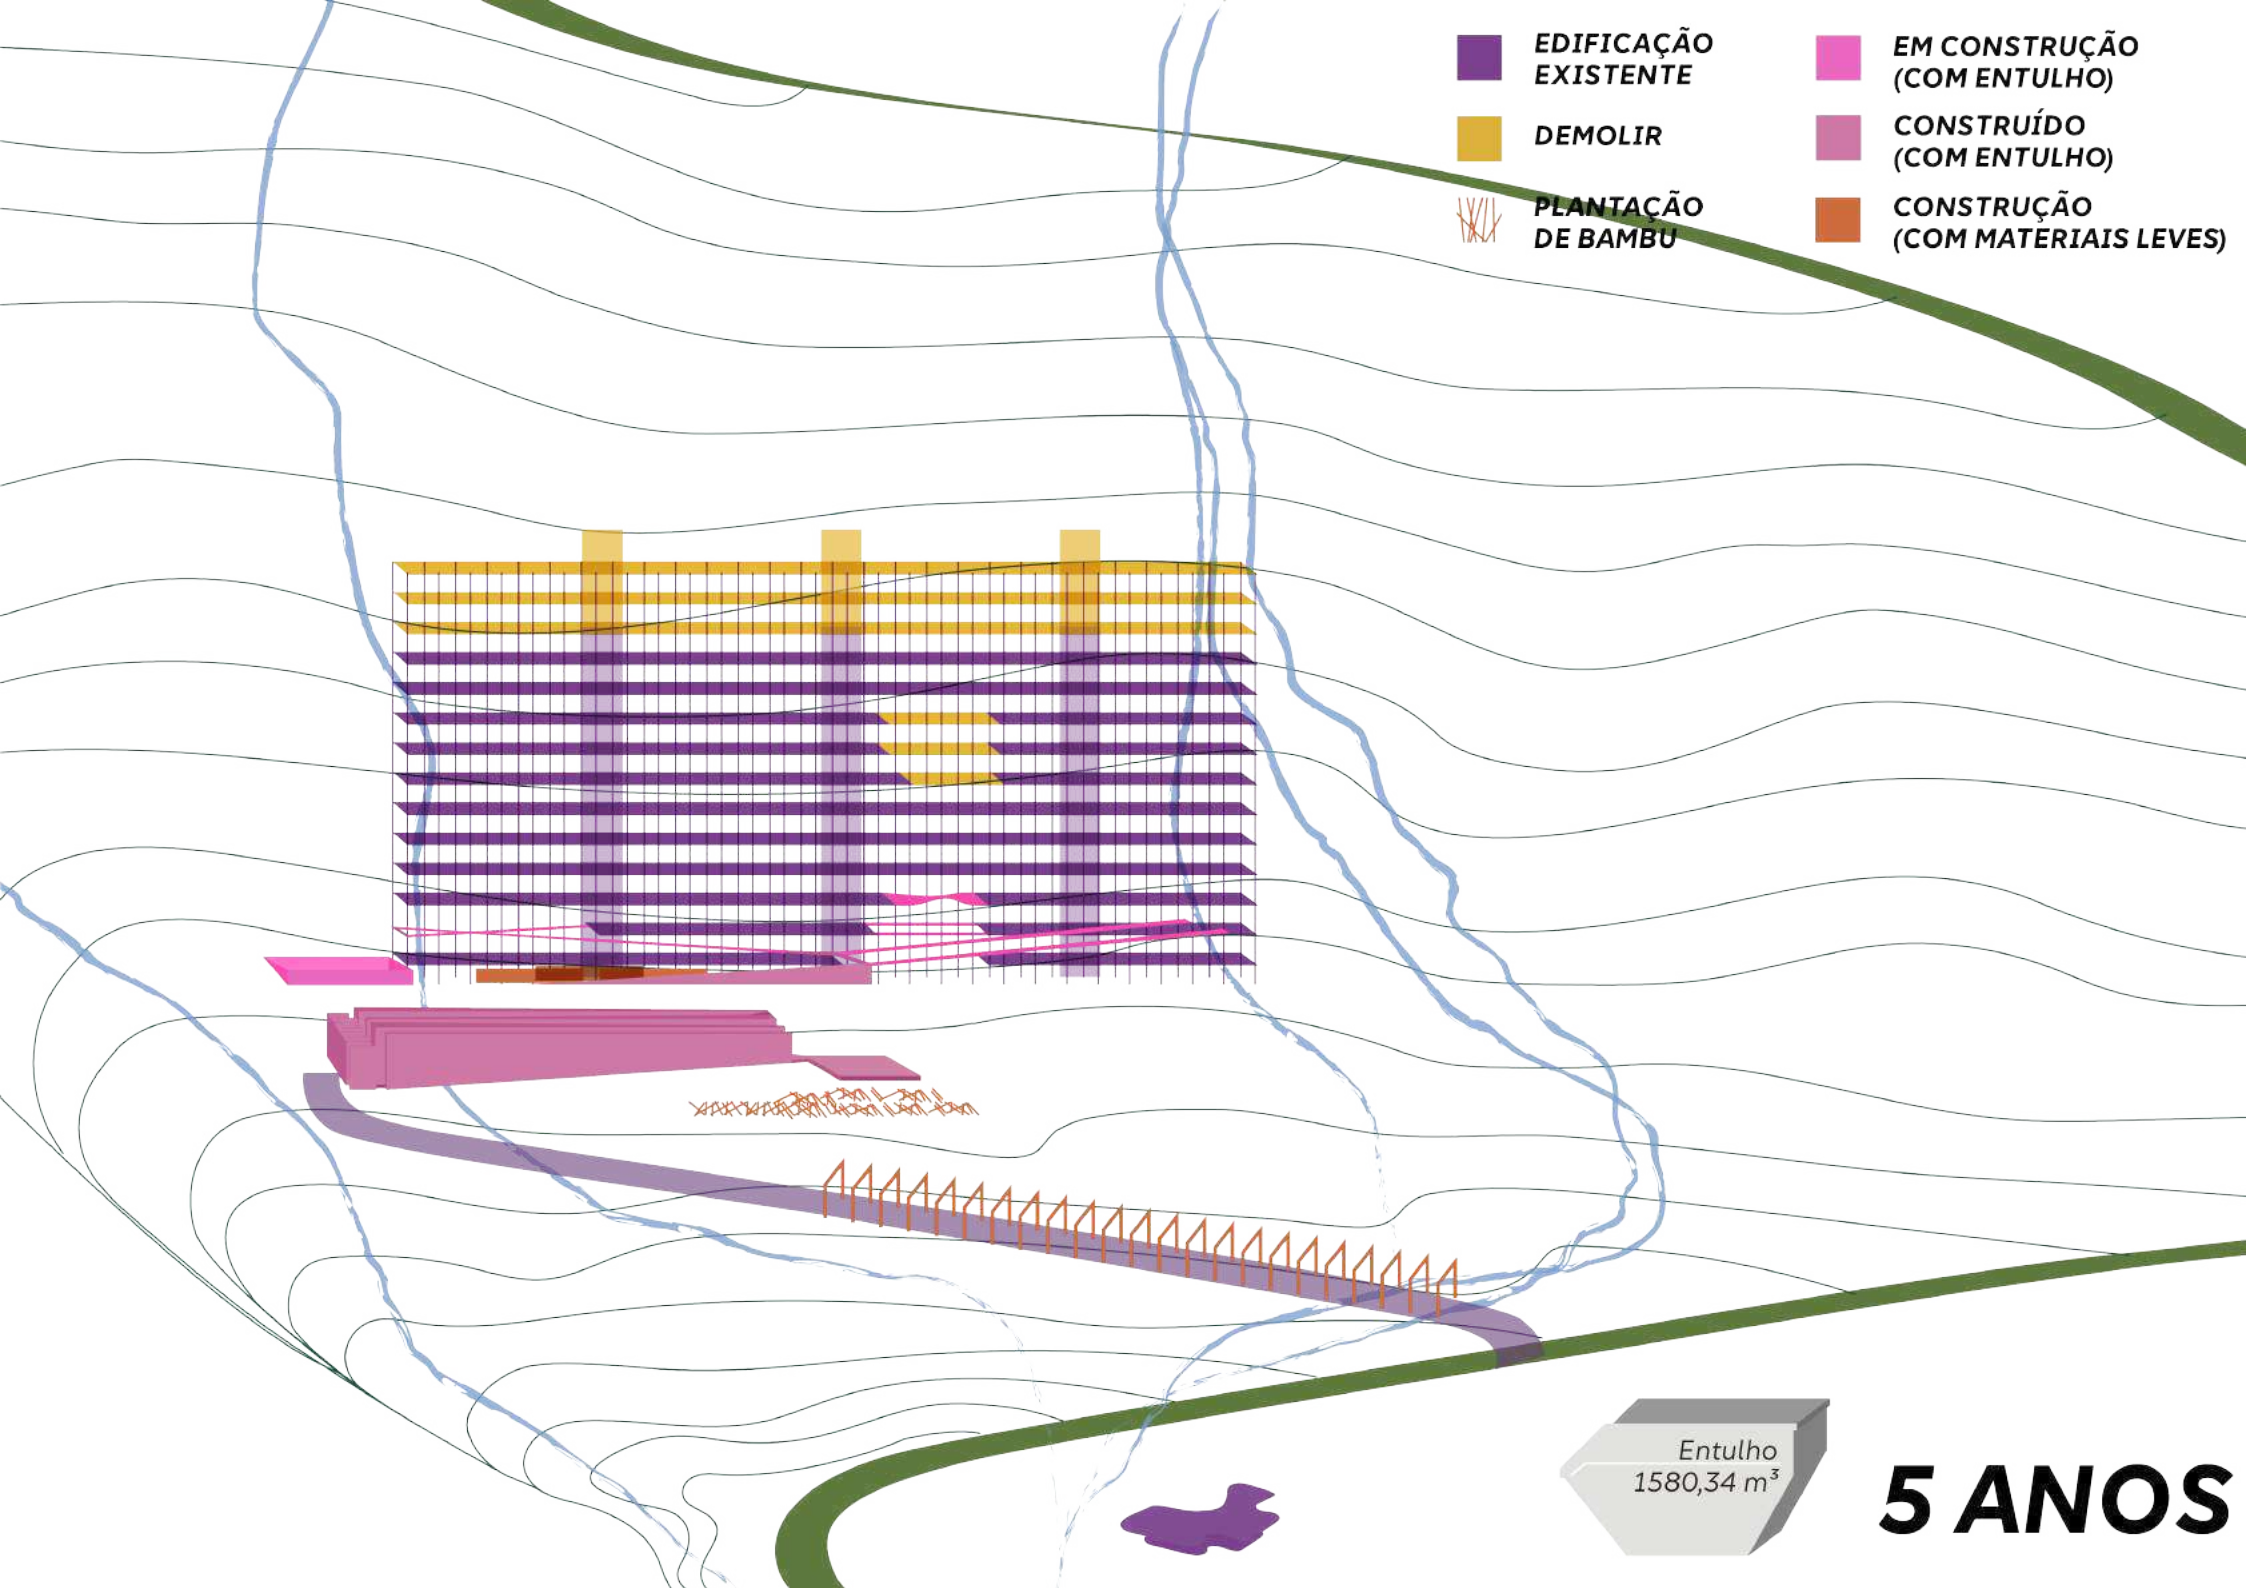 EDIFICAÇÃO
EXISTENTE
DEMOLIR
PLANTAÇÃO
DE BAMBU
EM CONSTRUÇÃO
(COM ENTULHO)
CONSTRUÍDO
(COM ENTULHO)
CONSTRUÇÃO
(COM MATERIAIS LEVES)
Entulho
1580,34 m³
5 ANOS